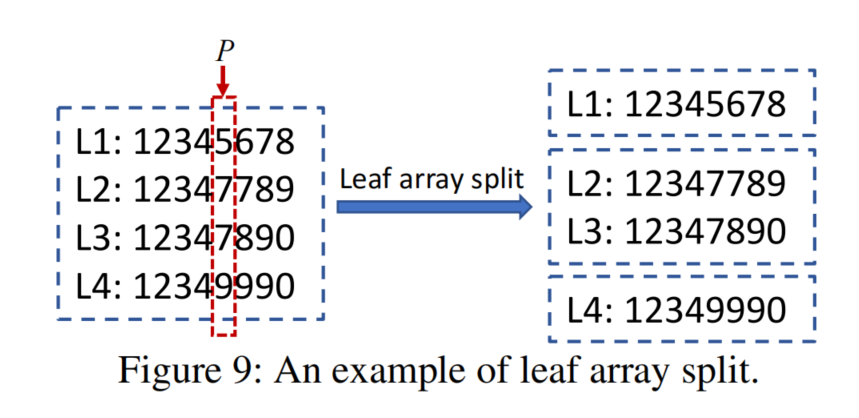 P
L1: 12345678
L2: 12347789
L3: 12347890
L4: 12349990
Leaf array split
L1: 12345678
L2: 12347789
L3: 12347890
L4: 12349990
Figure 9: An example of leaf array split.